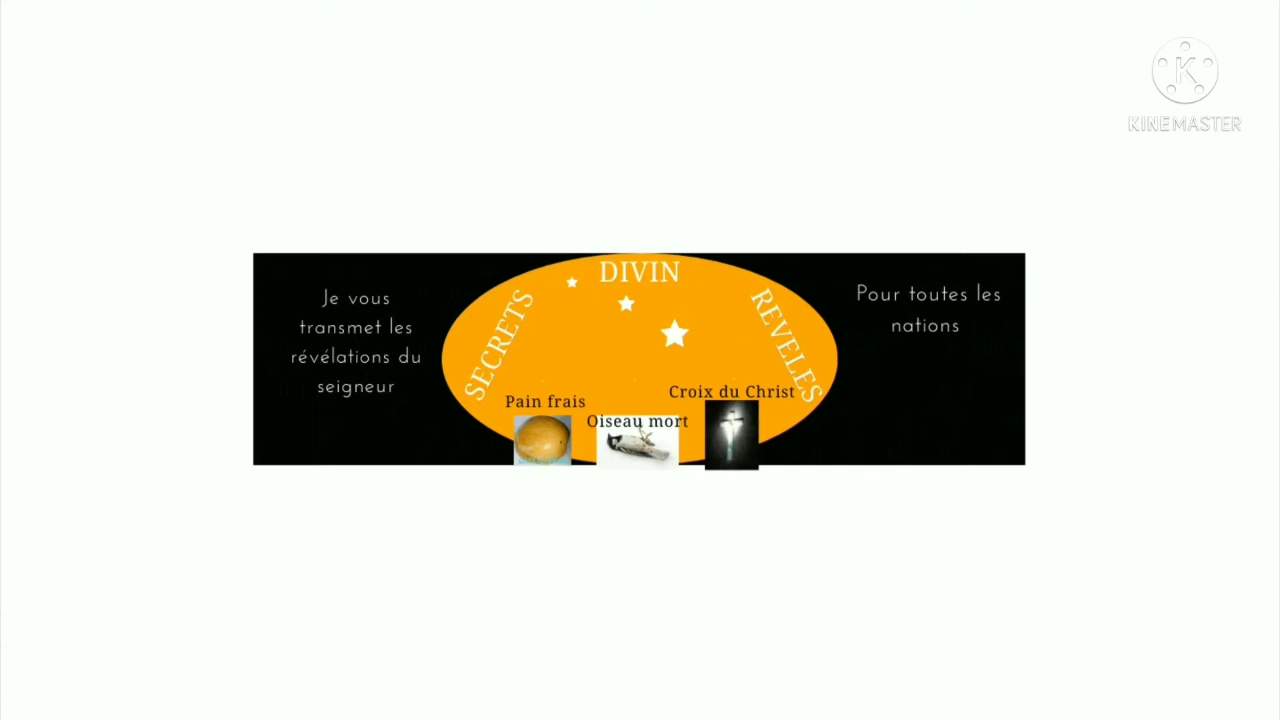 KINEMASTER
Je vous
transmet les
révélations du
seigneur
SECRETS
DIVIN
REVELES
Pour toutes les
nations
Pain frais
Oiseau mort
Croix du Christ